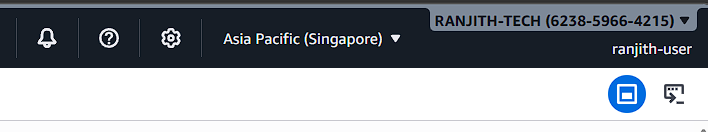 RANJITH-TECH (6238-5966-4215)
Asia Pacific (Singapore)
ranjith-user